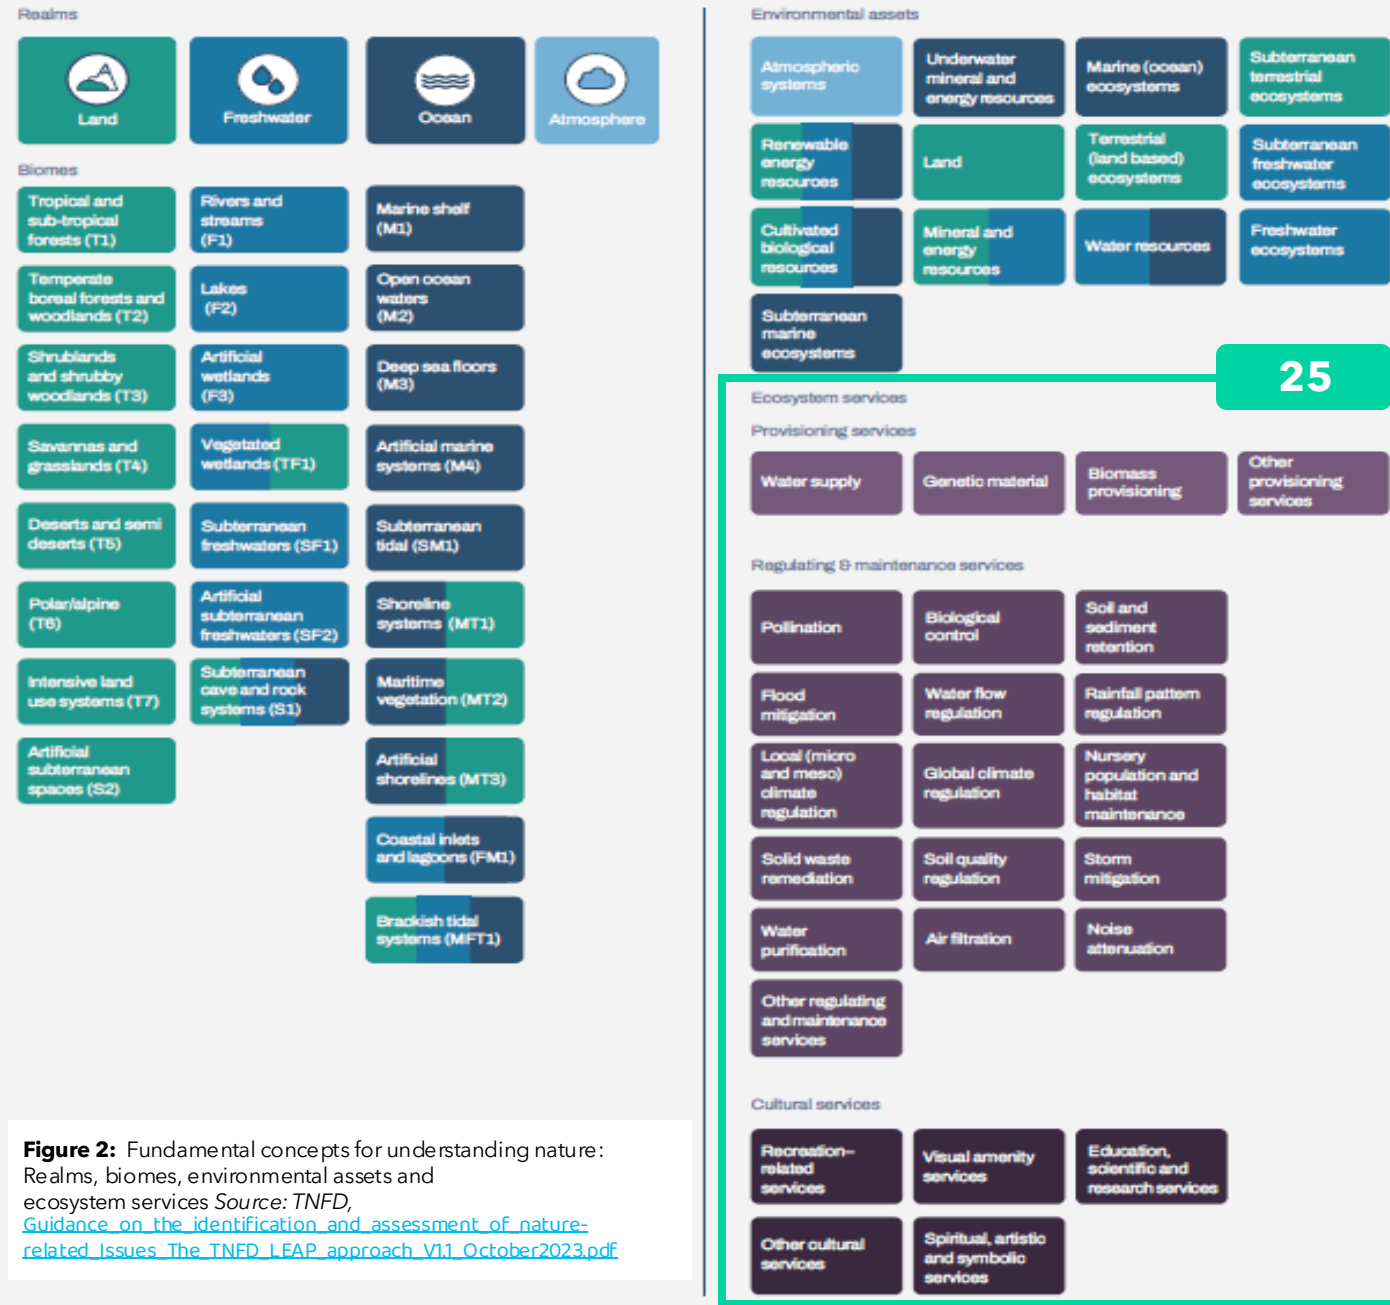 Realms
Land
Freshwater
Ocean
Atmosphere
Biomes
Tropical and
sub-tropical
forests (T1)
Temperate
boreal forests and
woodlands (T2)
Shrublands
and shrubby
woodlands (T3)
Savannas and
grasslands (T4)
Deserts and semi
deserts (T5)
Polar/alpine
(T6)
Intensive land
use systems (T7)
Artificial
subterranean
spaces (S2)
Rivers and
streams
(F1)
Lakes
(F2)
Artificial
wetlands
(F3)
Vegetated
wetlands (TF1)
Subterranean
freshwaters (SF1)
Artificial
subterranean
freshwaters (SF2)
Subterranean
cave and rock
systems (S1)
Marine shelf
(M1)
Open ocean
waters
(M2)
Deep sea floors
(M3)
Artificial marine
systems (M4)
Subterranean
tidal (SM1)
Shoreline
systems (MT1)
Maritime
vegetation (MT2)
Artificial
shorelines (MT3)
Coastal inlets
and lagoons (FM1)
Brackish tidal
systems (MFT1)
Figure 2: Fundamental concepts for understanding nature:
Realms, biomes, environmental assets and
ecosystem services Source: TNFD,
Guidance_on_the_identification_and_assessment_of_nature-
related_Issues_The_TNFD_LEAP_approach_V1.1_October2023.pdf
Environmental assets
Atmospheric
systems
Underwater
mineral and
energy resources
Marine (ocean)
ecosystems
Subterranean
terrestrial
ecosystems
Renewable
energy
resources
Land
Terrestrial
(land based)
ecosystems
Subterranean
freshwater
ecosystems
Cultivated
biological
resources
Mineral and
energy
resources
Water resources
Freshwater
ecosystems
Subterranean
marine
ecosystems
25
Ecosystem services
Provisioning services
Water supply
Genetic material
Biomass
provisioning
Other
provisioning
services
Regulating & maintenance services
Pollination
Biological
control
Soil and
sediment
retention
Flood
mitigation
Water flow
regulation
Rainfall pattern
regulation
Local (micro
and meso)
climate
regulation
Global climate
regulation
Nursery
population and
habitat
maintenance
Solid waste
remediation
Soil quality
regulation
Storm
mitigation
Water
purification
Air filtration
Noise
attenuation
Other regulating
and maintenance
services
Cultural services
Recreation–
related
services
Visual amenity
services
Education,
scientific and
research services
Other cultural
services
Spiritual, artistic
and symbolic
services